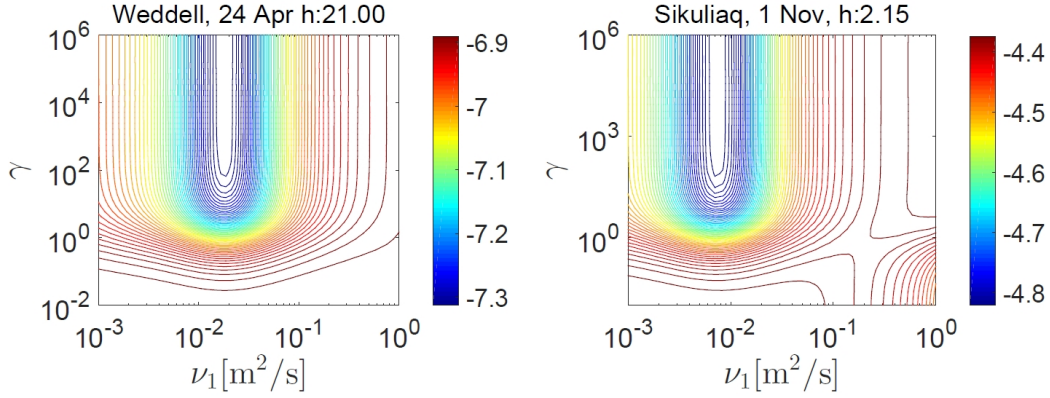 Weddell, 24 Apr h:21.00
10^6
10^4
10^2
10^0
10^-2
γ
10^-3 10^-2 10^-1 10^0
ν_1[m^2/s]
-6.9
-7
-7.1
-7.2
-7.3
Sikuliaq, 1 Nov, h:2.15
10^6
10^3
10^0
γ
10^-3 10^-2 10^-1 10^0
ν_1[m^2/s]
-4.4
-4.5
-4.6
-4.7
-4.8